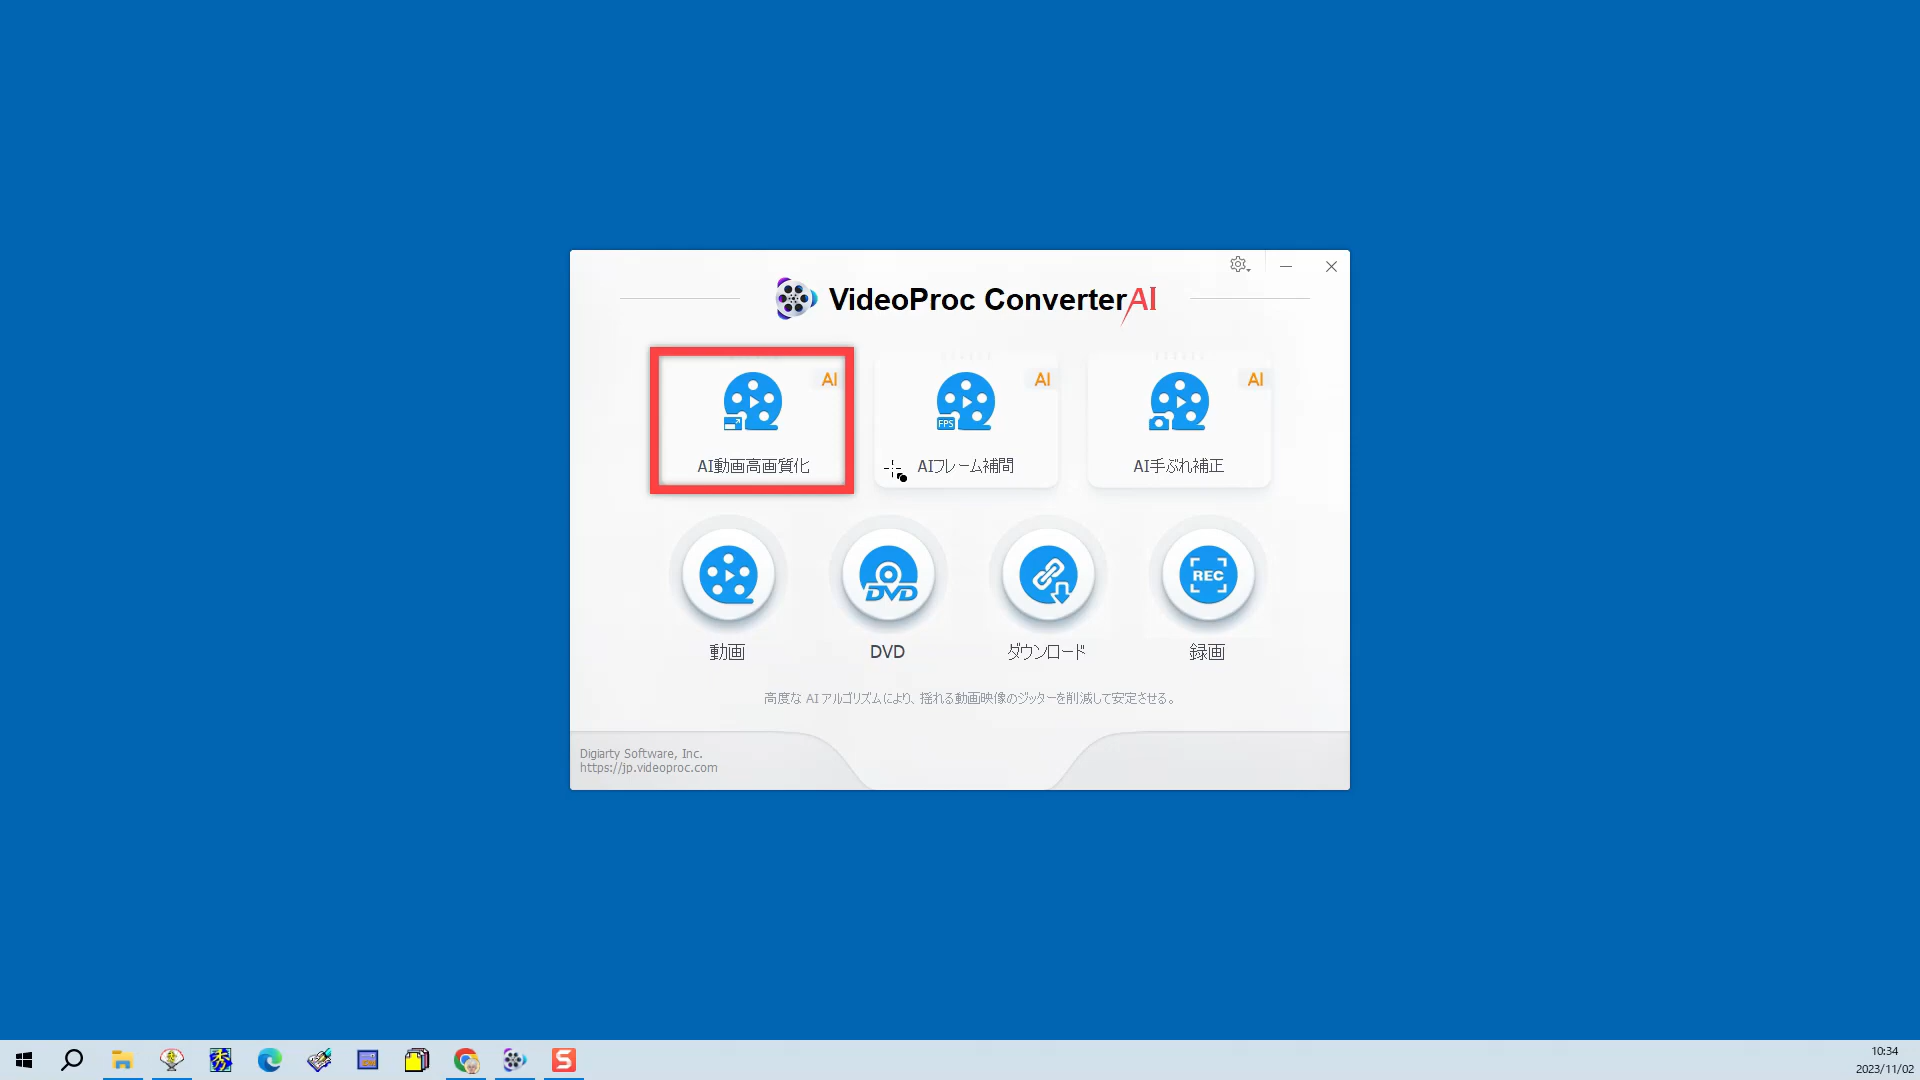 VideoProc Converter AI
AI
AI動画高画質化
AI
FPS
AIフレーム補間
AI
AI手ぶれ補正
動画
DVD
DVD
ダウンロード
REC
録画
高度な AI アルゴリズムにより、揺れる動画映像のジッターを削減して安定させる。
Digiarty Software, Inc.
https://jp.videoproc.com
秀
S
10:34
2023/11/02